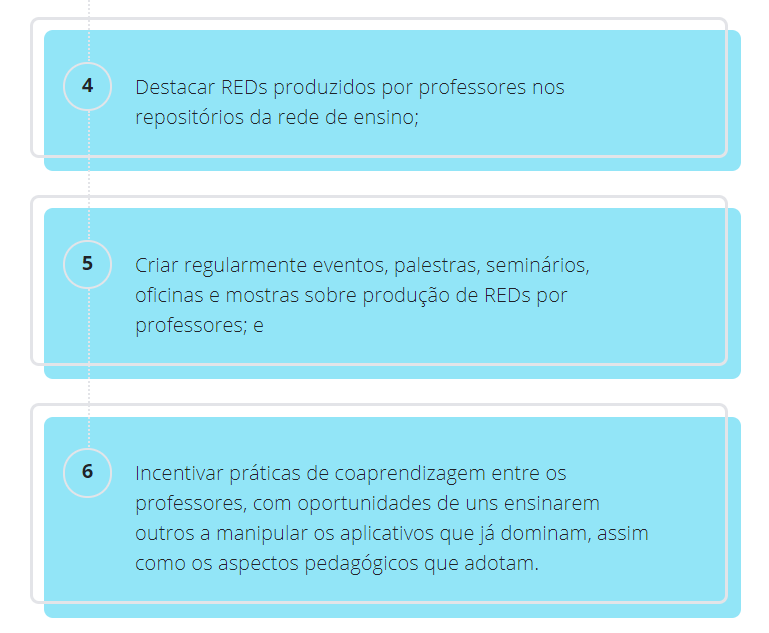 4
Destacar REDs produzidos por professores nos
repositórios da rede de ensino;
5
Criar regularmente eventos, palestras, seminários,
oficinas e mostras sobre produção de REDs por
professores; e
6
Incentivar práticas de coaprendizagem entre os
professores, com oportunidades de uns ensinarem
outros a manipular os aplicativos que já dominam, assim
como os aspectos pedagógicos que adotam.